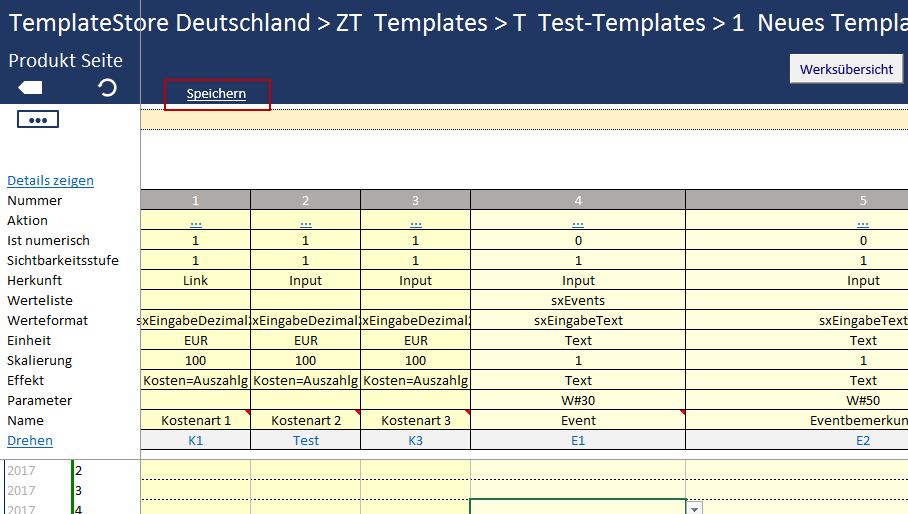 TemplateStore Deutschland > ZT Templates > T Test-Templates > 1 Neues Templa
Produkt Seite
Werksübersicht
Speichern
•••
Details zeigen
Nummer 1 2 3 4 5
Aktion ... ... ... ... ...
Ist numerisch 1 1 1 0 0
Sichtbarkeitsstufe 1 1 1 1 1
Herkunft Link Input Input Input Input
Werteliste sxEvents
Werteformat sxEingabeDezimal2 xEingabeDezimal2 xEingabeDezimal2 sxEingabeText sxEingabeText
Einheit EUR EUR EUR Text Text
Skalierung 100 100 100 1 1
Effekt Kosten=Auszahlg Kosten=Auszahlg Kosten=Auszahlg Text Text
Parameter W#30 W#50
Name Kostenart 1 Kostenart 2 Kostenart 3 Event Eventbemerkun
Drehen K1 Test K3 E1 E2
2017 2
2017 3
2017 4